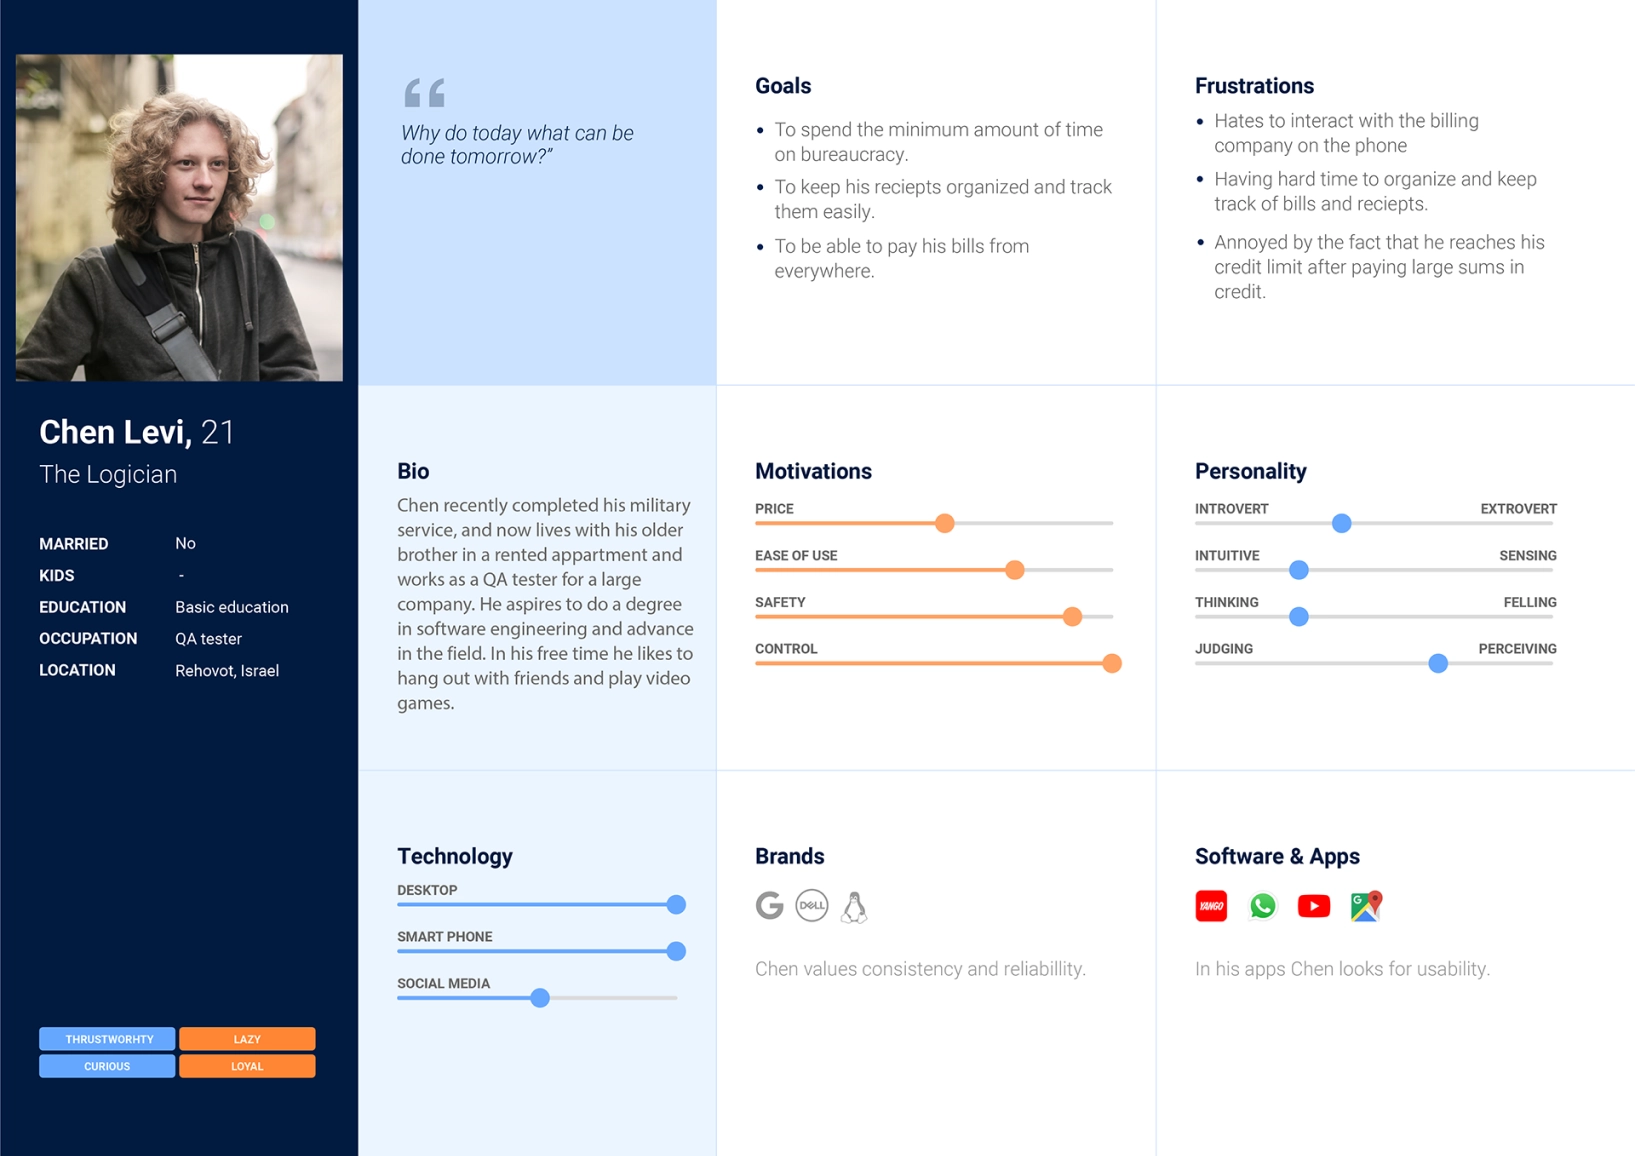 Chen Levi, 21
The Logician
MARRIED No
KIDS -
EDUCATION Basic education
OCCUPATION QA tester
LOCATION Rehovot, Israel
THRUSTWORHTY LAZY
CURIOUS LOYAL
“
Why do today what can be
done tomorrow?”
Goals
• To spend the minimum amount of time
on bureaucracy.
• To keep his reciepts organized and track
them easily.
• To be able to pay his bills from
everywhere.
Frustrations
• Hates to interact with the billing
company on the phone
• Having hard time to organize and keep
track of bills and reciepts.
• Annoyed by the fact that he reaches his
credit limit after paying large sums in
credit.
Bio
Chen recently completed his military
service, and now lives with his older
brother in a rented appartment and
works as a QA tester for a large
company. He aspires to do a degree
in software engineering and advance
in the field. In his free time he likes to
hang out with friends and play video
games.
Motivations
PRICE
EASE OF USE
SAFETY
CONTROL
Personality
INTROVERT EXTROVERT
INTUITIVE SENSING
THINKING FELLING
JUDGING PERCEIVING
Technology
DESKTOP
SMART PHONE
SOCIAL MEDIA
Brands
G DELL
Chen values consistency and reliabillity.
Software & Apps
YANGO G
In his apps Chen looks for usability.